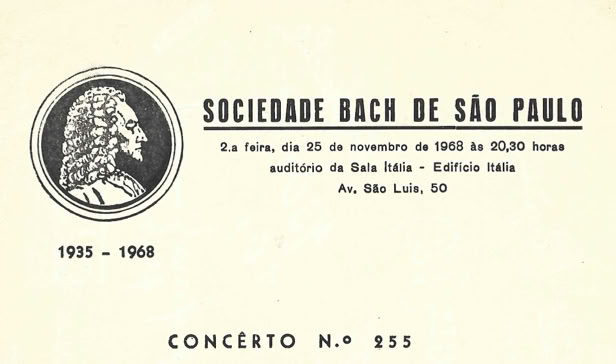 SOCIEDADE BACH DE SÃO PAULO
2.a feira, dia 25 de novembro de 1968 às 20,30 horas
auditório da Sala Itália - Edifício Itália
Av. São Luis, 50
1935 - 1968
CONCÊRTO N.º 255